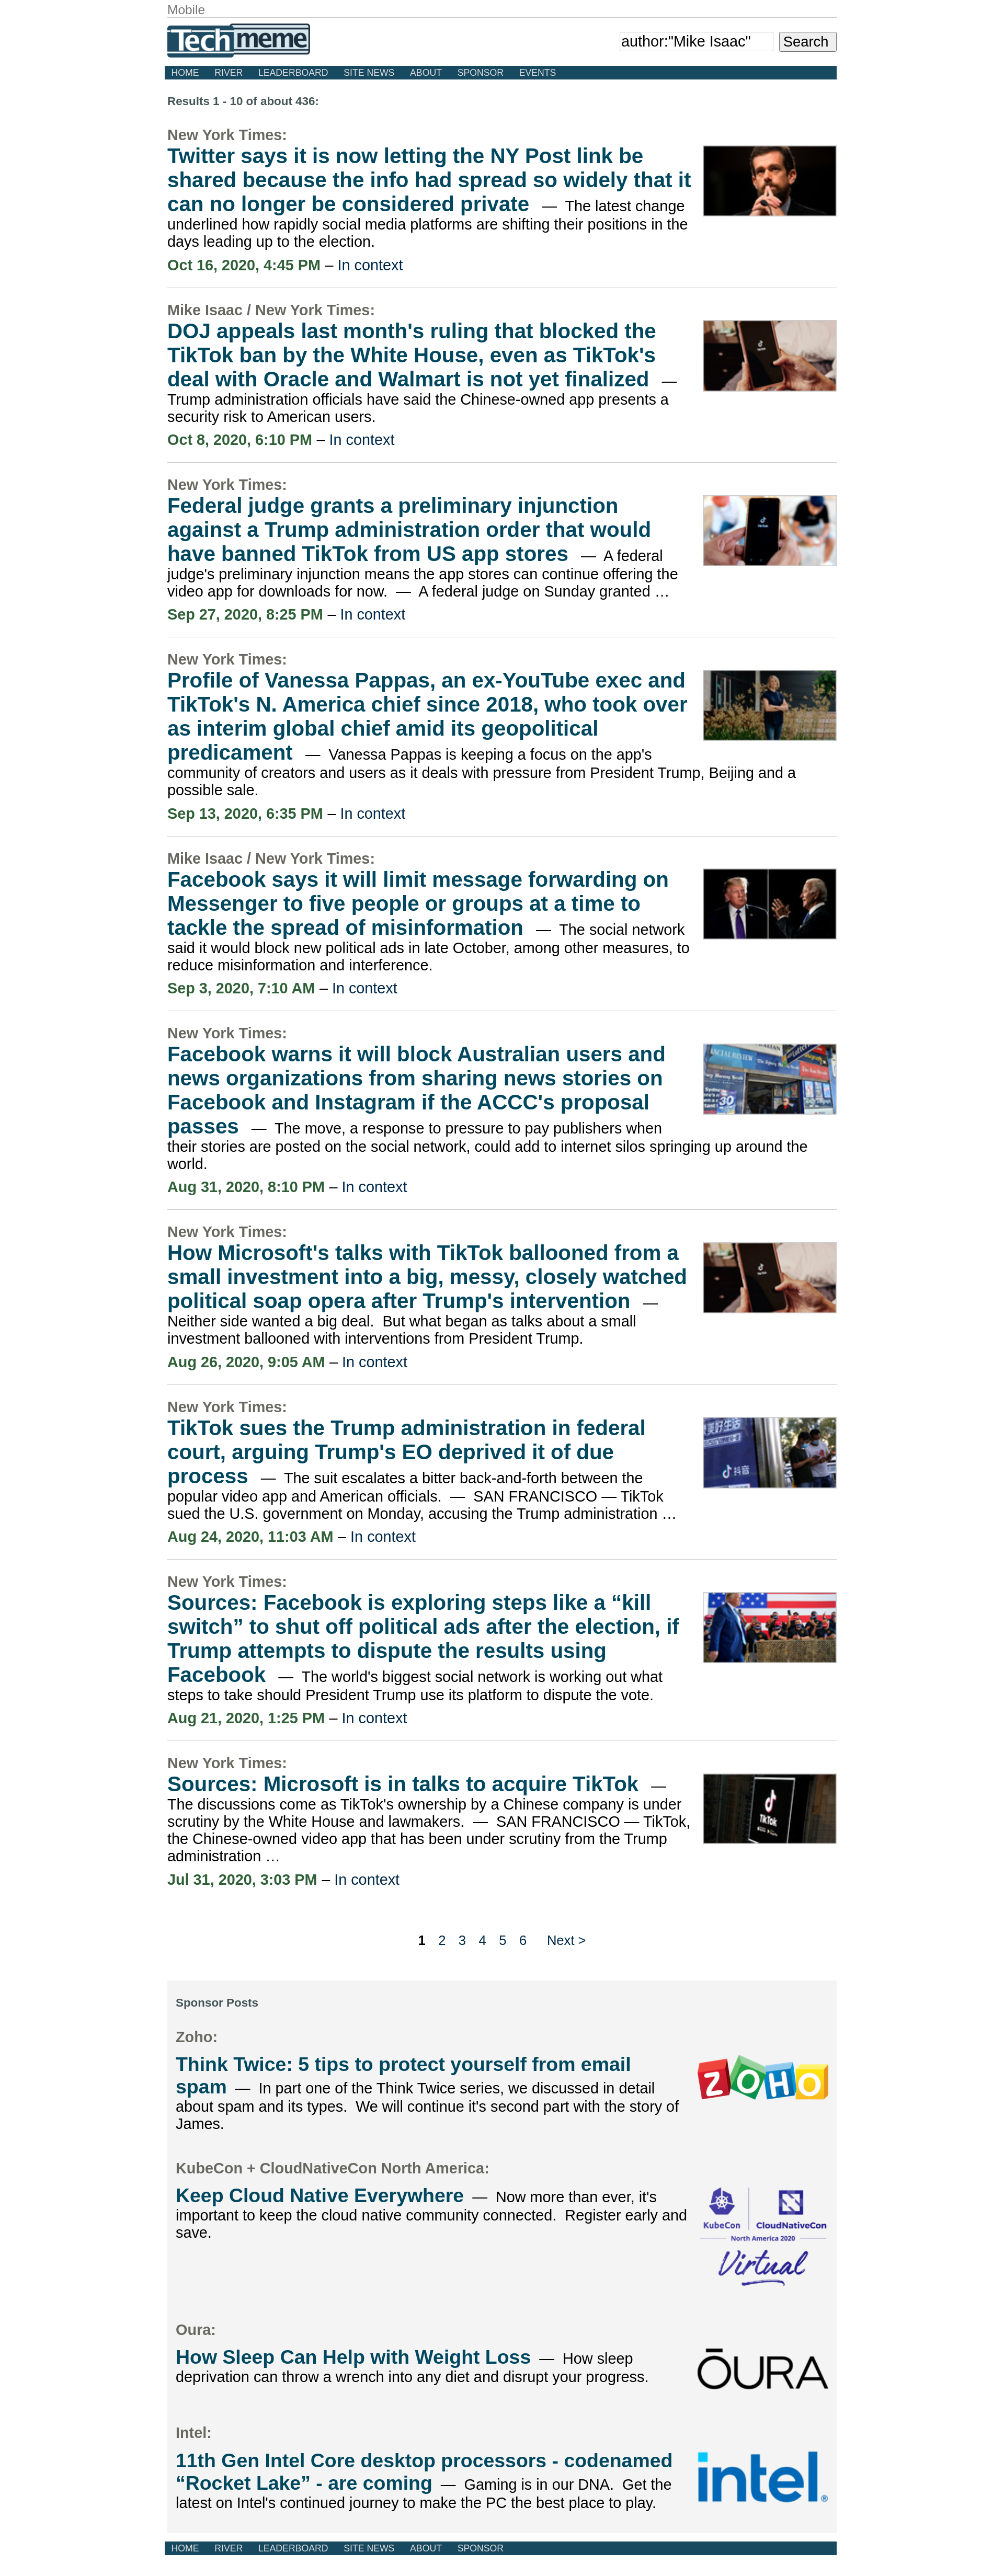 Mobile
Techmeme
author:"Mike Isaac" Search
HOME RIVER LEADERBOARD SITE NEWS ABOUT SPONSOR EVENTS
Results 1 - 10 of about 436:
New York Times:
Twitter says it is now letting the NY Post link be
shared because the info had spread so widely that it
can no longer be considered private — The latest change
underlined how rapidly social media platforms are shifting their positions in the
days leading up to the election.
Oct 16, 2020, 4:45 PM – In context
Mike Isaac / New York Times:
DOJ appeals last month's ruling that blocked the
TikTok ban by the White House, even as TikTok's
deal with Oracle and Walmart is not yet finalized —
Trump administration officials have said the Chinese-owned app presents a
security risk to American users.
Oct 8, 2020, 6:10 PM – In context
New York Times:
Federal judge grants a preliminary injunction
against a Trump administration order that would
have banned TikTok from US app stores — A federal
judge's preliminary injunction means the app stores can continue offering the
video app for downloads for now. — A federal judge on Sunday granted …
Sep 27, 2020, 8:25 PM – In context
New York Times:
Profile of Vanessa Pappas, an ex-YouTube exec and
TikTok's N. America chief since 2018, who took over
as interim global chief amid its geopolitical
predicament — Vanessa Pappas is keeping a focus on the app's
community of creators and users as it deals with pressure from President Trump, Beijing and a
possible sale.
Sep 13, 2020, 6:35 PM – In context
Mike Isaac / New York Times:
Facebook says it will limit message forwarding on
Messenger to five people or groups at a time to
tackle the spread of misinformation — The social network
said it would block new political ads in late October, among other measures, to
reduce misinformation and interference.
Sep 3, 2020, 7:10 AM – In context
New York Times:
Facebook warns it will block Australian users and
news organizations from sharing news stories on
Facebook and Instagram if the ACCC's proposal
passes — The move, a response to pressure to pay publishers when
their stories are posted on the social network, could add to internet silos springing up around the
world.
Aug 31, 2020, 8:10 PM – In context
New York Times:
How Microsoft's talks with TikTok ballooned from a
small investment into a big, messy, closely watched
political soap opera after Trump's intervention —
Neither side wanted a big deal. But what began as talks about a small
investment ballooned with interventions from President Trump.
Aug 26, 2020, 9:05 AM – In context
New York Times:
TikTok sues the Trump administration in federal
court, arguing Trump's EO deprived it of due
process — The suit escalates a bitter back-and-forth between the
popular video app and American officials. — SAN FRANCISCO — TikTok
sued the U.S. government on Monday, accusing the Trump administration …
抖音
Aug 24, 2020, 11:03 AM – In context
New York Times:
Sources: Facebook is exploring steps like a “kill
switch” to shut off political ads after the election, if
Trump attempts to dispute the results using
Facebook — The world's biggest social network is working out what
steps to take should President Trump use its platform to dispute the vote.
Aug 21, 2020, 1:25 PM – In context
New York Times:
Sources: Microsoft is in talks to acquire TikTok —
The discussions come as TikTok's ownership by a Chinese company is under
scrutiny by the White House and lawmakers. — SAN FRANCISCO — TikTok,
the Chinese-owned video app that has been under scrutiny from the Trump
administration …
TikTok
Jul 31, 2020, 3:03 PM – In context
1 2 3 4 5 6 Next >
Sponsor Posts
Zoho:
Think Twice: 5 tips to protect yourself from email
spam — In part one of the Think Twice series, we discussed in detail
about spam and its types. We will continue it's second part with the story of
James.
ZOHO
KubeCon + CloudNativeCon North America:
Keep Cloud Native Everywhere — Now more than ever, it's
important to keep the cloud native community connected. Register early and
save.
KubeCon CloudNativeCon
North America 2020
Virtual
Oura:
How Sleep Can Help with Weight Loss — How sleep
deprivation can throw a wrench into any diet and disrupt your progress.
ŌURA
Intel:
11th Gen Intel Core desktop processors - codenamed
“Rocket Lake” - are coming — Gaming is in our DNA. Get the
latest on Intel's continued journey to make the PC the best place to play.
intel®
HOME RIVER LEADERBOARD SITE NEWS ABOUT SPONSOR